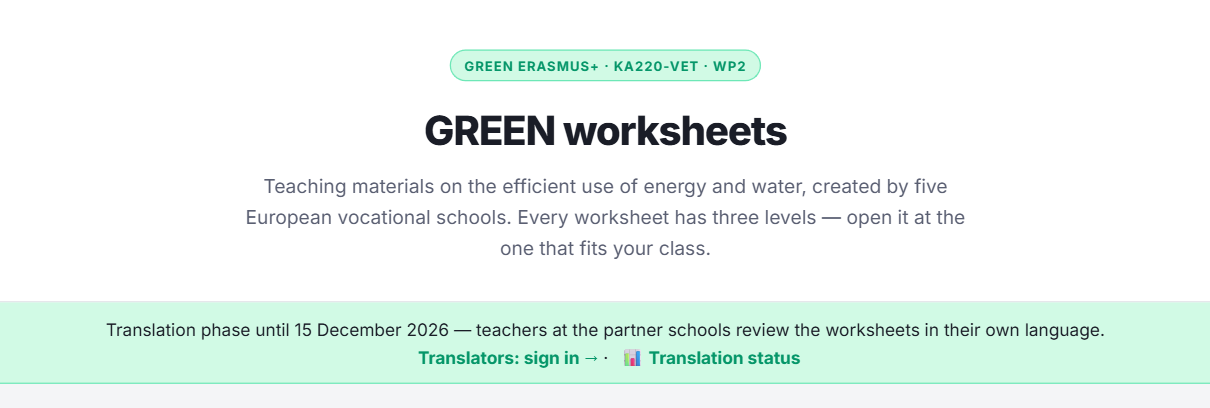 GREEN ERASMUS+ · KA220-VET · WP2
GREEN worksheets
Teaching materials on the efficient use of energy and water, created by five
European vocational schools. Every worksheet has three levels — open it at the
one that fits your class.
Translation phase until 15 December 2026 — teachers at the partner schools review the worksheets in their own language.
Translators: sign in → · 📊 Translation status